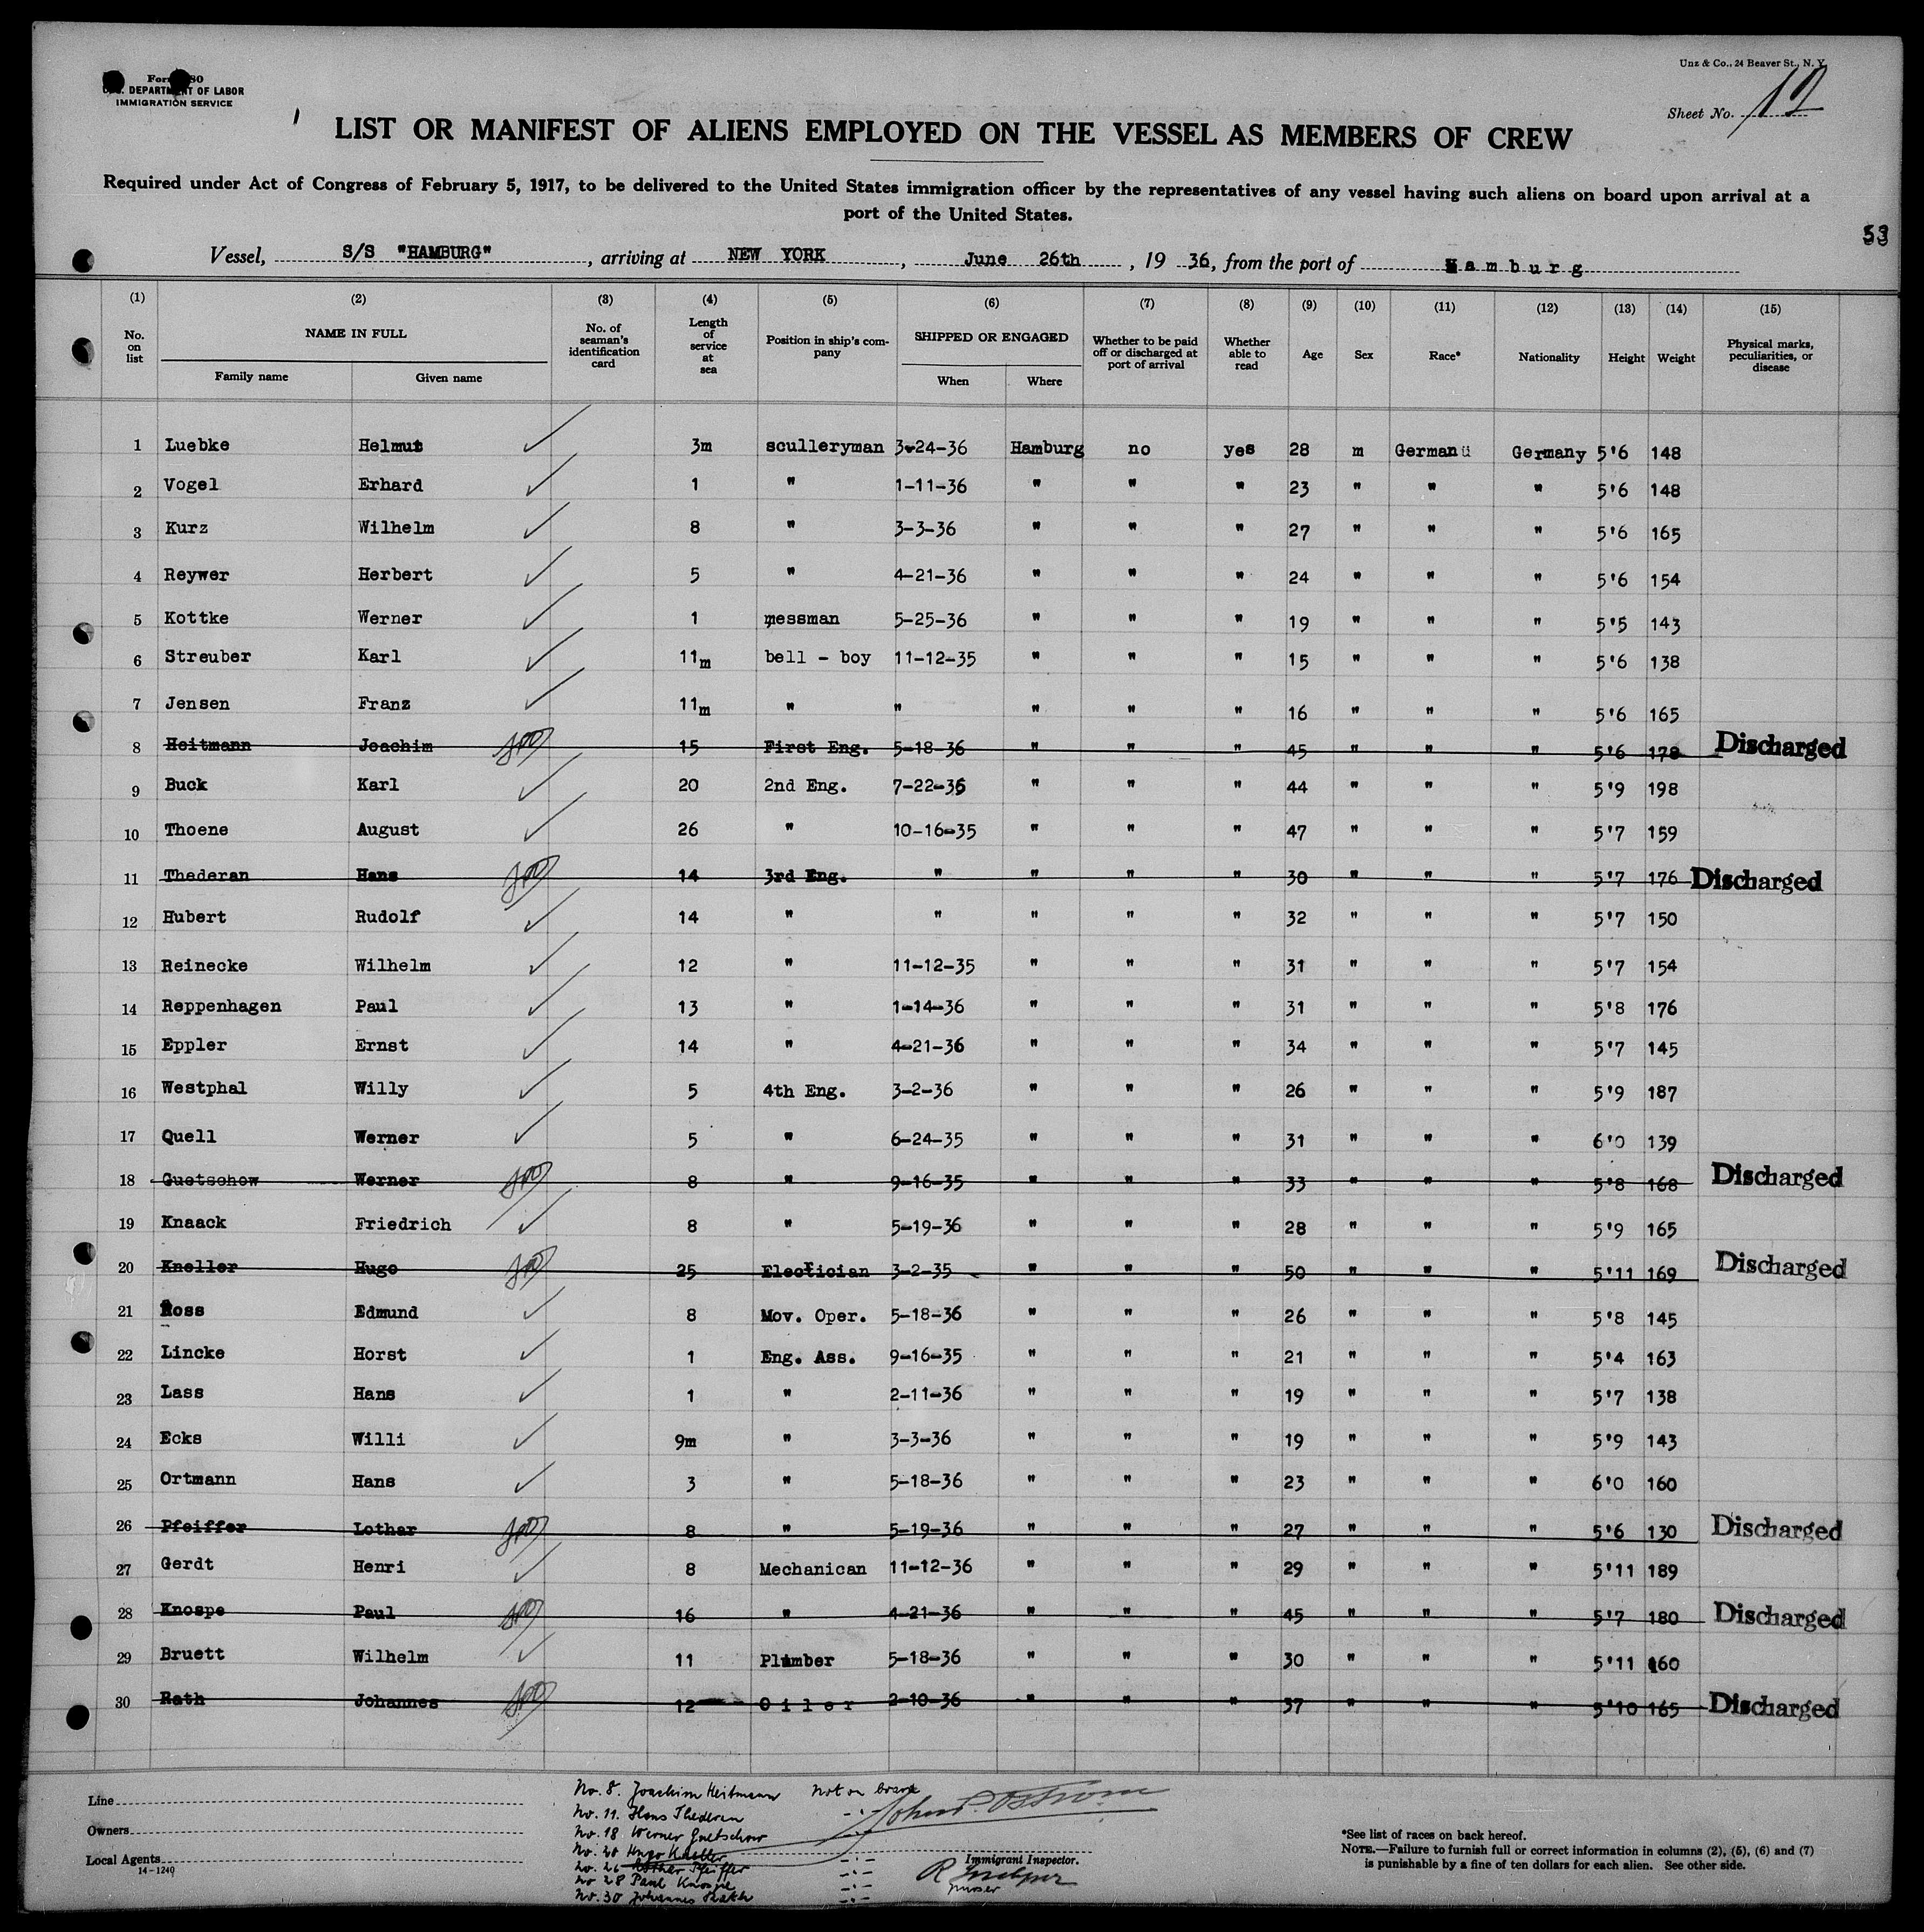 Form 680
U.S. DEPARTMENT OF LABOR
IMMIGRATION SERVICE
Unz & Co., 24 Beaver St., N. Y.
Sheet No.
LIST OR MANIFEST OF ALIENS EMPLOYED ON THE VESSEL AS MEMBERS OF CREW
Required under Act of Congress of February 5, 1917, to be delivered to the United States immigration officer by the representatives of any vessel having such aliens on board upon arrival at a
port of the United States.
53
Vessel, S/S "HAMBURG", arriving at NEW YORK, June 26th, 19 36, from the port of Hamburg
(1) (2) (3) (4) (5) (6) (7) (8) (9) (10) (11) (12) (13) (14) (15)
No. on list NAME IN FULL Family name Given name No. of seaman's identification card Length of service at sea Position in ship's company SHIPPED OR ENGAGED When Where Whether to be paid off or discharged at port of arrival Whether able to read Age Sex Race* Nationality Height Weight Physical marks, peculiarities, or disease
1 Luebke Helmut 3m sculleryman 3-24-36 Hamburg no yes 28 m German Germany 5'6 148
2 Vogel Erhard 1 " 1-11-36 " " " 23 " " " 5'6 148
3 Kurz Wilhelm 8 " 3-3-36 " " " 27 " " " 5'6 165
4 Reywer Herbert 5 " 4-21-36 " " " 24 " " " 5'6 154
5 Kottke Werner 1 messman 5-25-36 " " " 19 " " " 5'5 143
6 Streuber Karl 11m bell - boy 11-12-35 " " " 15 " " " 5'6 138
7 Jensen Franz 11m " " " " " 16 " " " 5'6 165
8 Heitmann Joachim 15 First Eng. 5-18-36 " " " 45 " " " 5'6 178 Discharged
9 Buck Karl 20 2nd Eng. 7-22-35 " " " 44 " " " 5'9 198
10 Thoene August 26 " 10-16-35 " " " 47 " " " 5'7 159
11 Thederan Hans 14 3rd Eng. " " " " 30 " " " 5'7 176 Discharged
12 Hubert Rudolf 14 " " " " " 32 " " " 5'7 150
13 Reinecke Wilhelm 12 " 11-12-35 " " " 31 " " " 5'7 154
14 Reppenhagen Paul 13 " 1-14-36 " " " 31 " " " 5'8 176
15 Eppler Ernst 14 " 4-21-36 " " " 34 " " " 5'7 145
16 Westphal Willy 5 4th Eng. 3-2-36 " " " 26 " " " 5'9 187
17 Quell Werner 5 " 6-24-35 " " " 31 " " " 6'0 139
18 Guetschow Werner 8 " 9-16-35 " " " 33 " " " 5'8 168 Discharged
19 Knaack Friedrich 8 " 5-19-36 " " " 28 " " " 5'9 165
20 Kneller Hugo 25 Electician 3-2-35 " " " 50 " " " 5'11 169 Discharged
21 Ross Edmund 8 Mov. Oper. 5-18-36 " " " 26 " " " 5'8 145
22 Lincke Horst 1 Eng. Ass. 9-16-35 " " " 21 " " " 5'4 163
23 Lass Hans 1 " 2-11-36 " " " 19 " " " 5'7 138
24 Ecks Willi 9m " 3-3-36 " " " 19 " " " 5'9 143
25 Ortmann Hans 3 " 5-18-36 " " " 23 " " " 6'0 160
26 Pfeiffer Lothar 8 " 5-19-36 " " " 27 " " " 5'6 130 Discharged
27 Gerdt Henri 8 Mechanican 11-12-36 " " " 29 " " " 5'11 189
28 Knospe Paul 16 " 4-21-36 " " " 45 " " " 5'7 180 Discharged
29 Bruett Wilhelm 11 Plumber 5-18-36 " " " 30 " " " 5'11 160
30 Rath Johannes 12 Oiler 2-10-36 " " " 37 " " " 5'10 165 Discharged
No. 8. Joachim Heitmann not on board
No. 11. Hans Thederan -"-
No. 18 Werner Guetschow -"-
No. 20 Hugo Kneller -"-
No. 26 Lothar Pfeiffer -"-
No 28 Paul Knospe -"-
No. 30 Johannes Rath -"-
Line
Owners
Local Agents
14-1240
Immigrant Inspector.
purser
*See list of races on back hereof.
NOTE.—Failure to furnish full or correct information in columns (2), (5), (6) and (7)
is punishable by a fine of ten dollars for each alien. See other side.